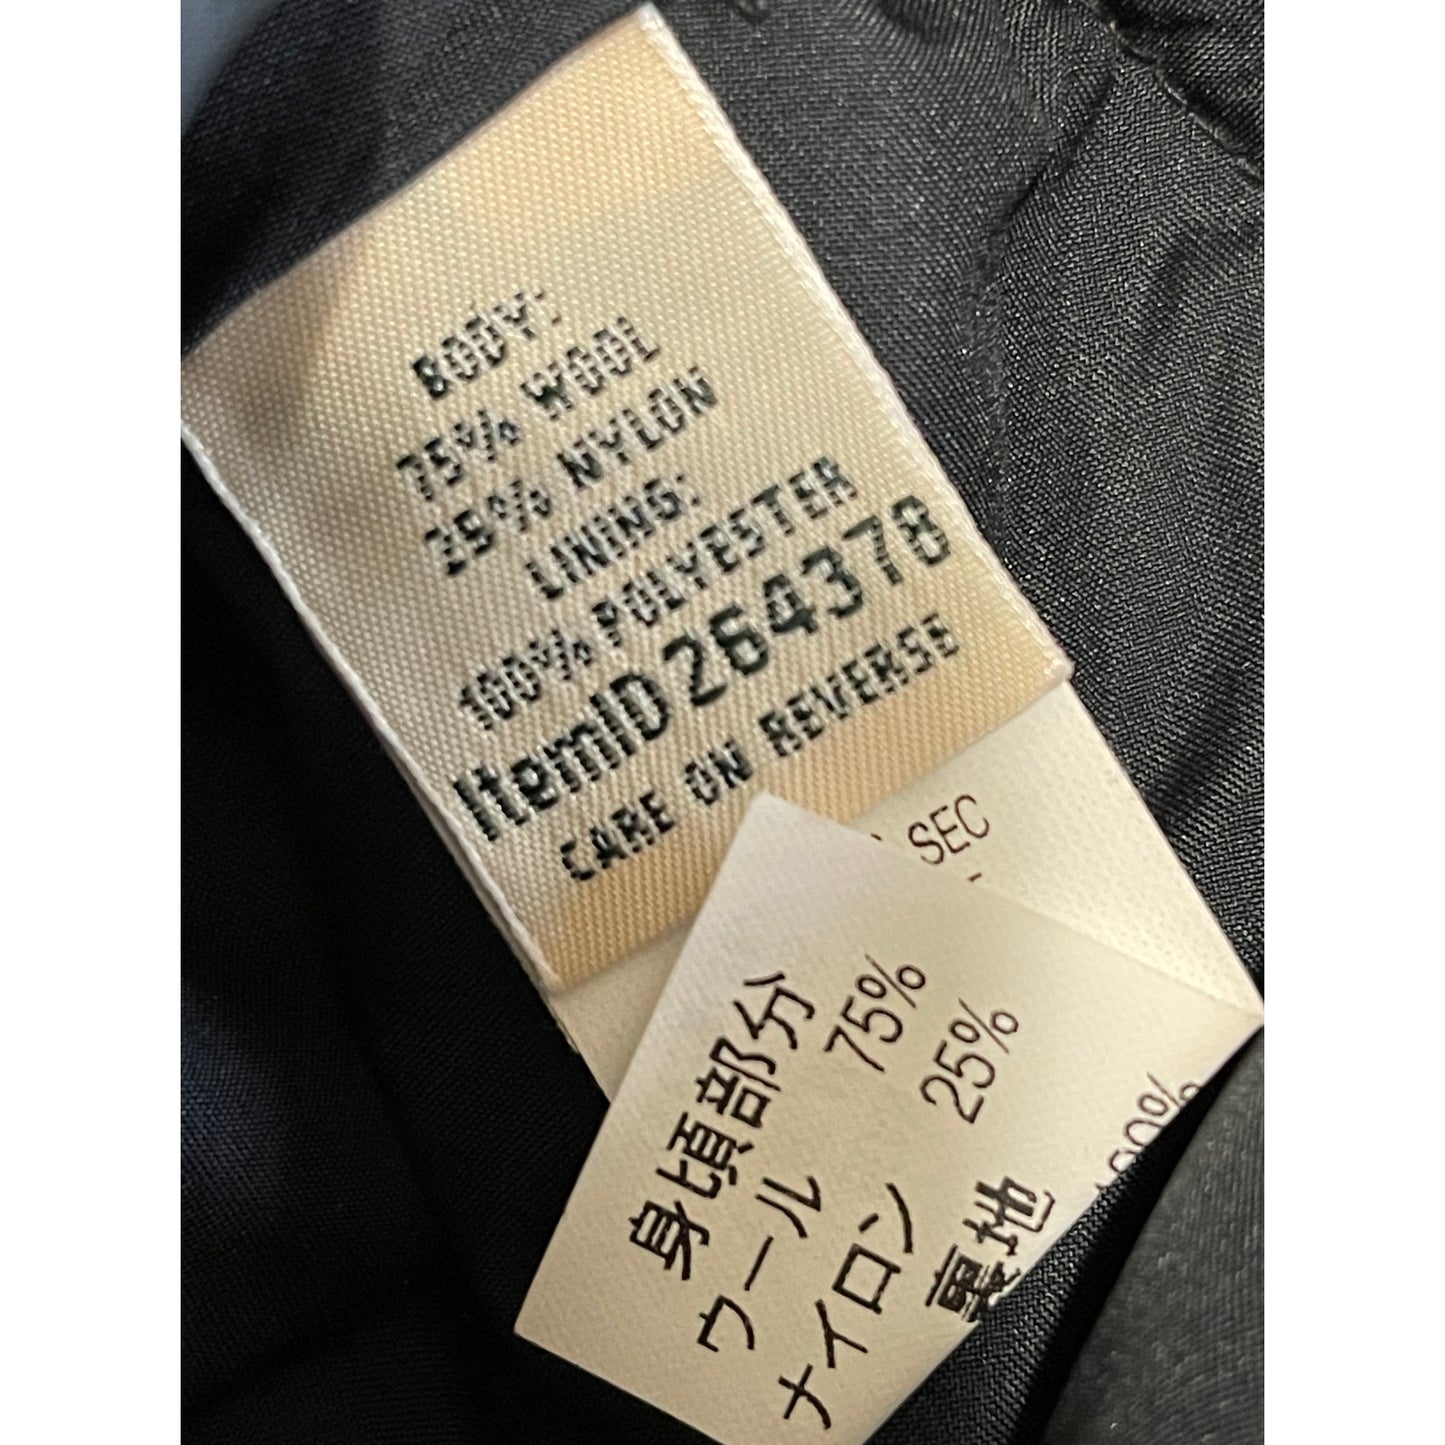 BODY:
75% WOOL
25% NYLON
LINING:
100% POLYESTER
ItemID 264378
CARE ON REVERSE
SEC
身頃部分
ウール 75%
ナイロン 25%
裏地 100%